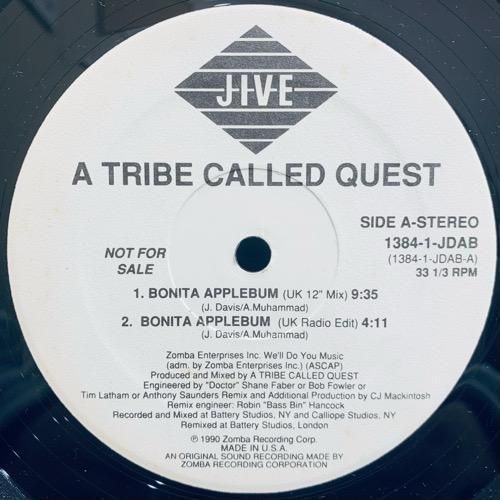 JIVE
A TRIBE CALLED QUEST
SIDE A-STEREO
1384-1-JDAB
(1384-1-JDAB-A)
33 1/3 RPM
NOT FOR
SALE
1. BONITA APPLEBUM (UK 12" Mix) 9:35
(J. Davis/A.Muhammad)
2. BONITA APPLEBUM (UK Radio Edit) 4:11
(J. Davis/A.Muhammad)
Zomba Enterprises Inc. We'll Do You Music
(adm. by Zomba Enterprises Inc.) (ASCAP)
Produced and Mixed by A TRIBE CALLED QUEST
Engineered by "Doctor" Shane Faber or Bob Fowler or
Tim Latham or Anthony Saunders Remix and Additional Production by CJ Mackintosh
Remix engineer: Robin "Bass Bin" Hancock
Recorded and Mixed at Battery Studios, NY and Calliope Studios, NY
Remixed at Battery Studios, London
℗ 1990 Zomba Recording Corp.
MADE IN U.S.A.
AN ORIGINAL SOUND RECORDING MADE BY
ZOMBA RECORDING CORPORATION